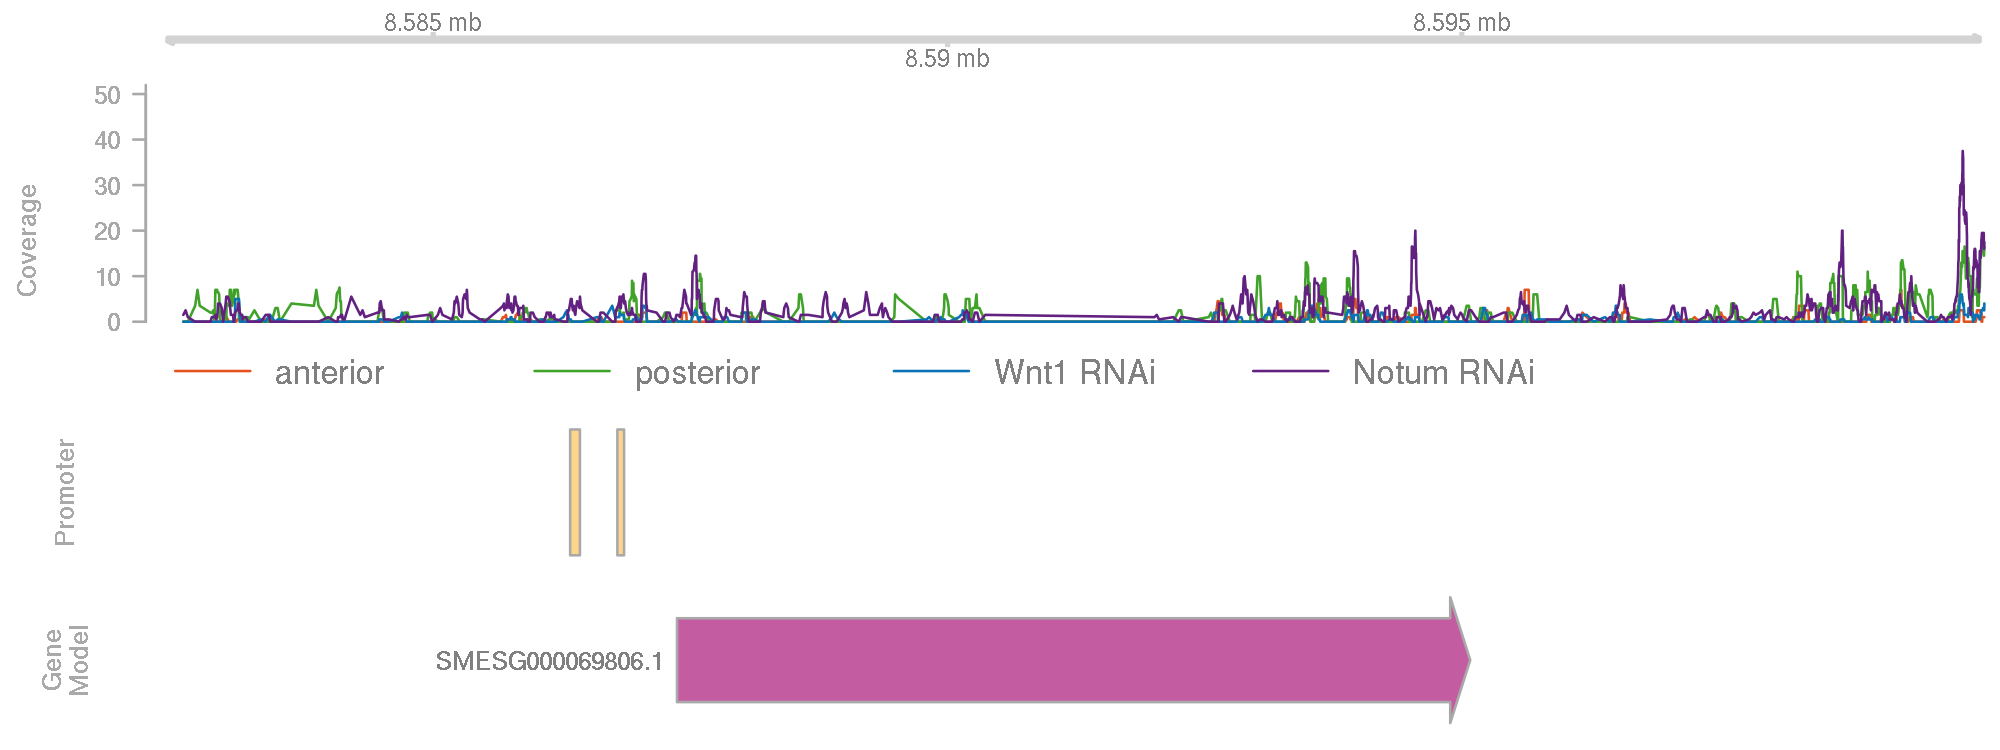 8.585 mb
8.595 mb
8.59 mb
Coverage
50
40
30
20
10
0
anterior posterior Wnt1 RNAi Notum RNAi
Promoter
Gene
Model
SMESG000069806.1